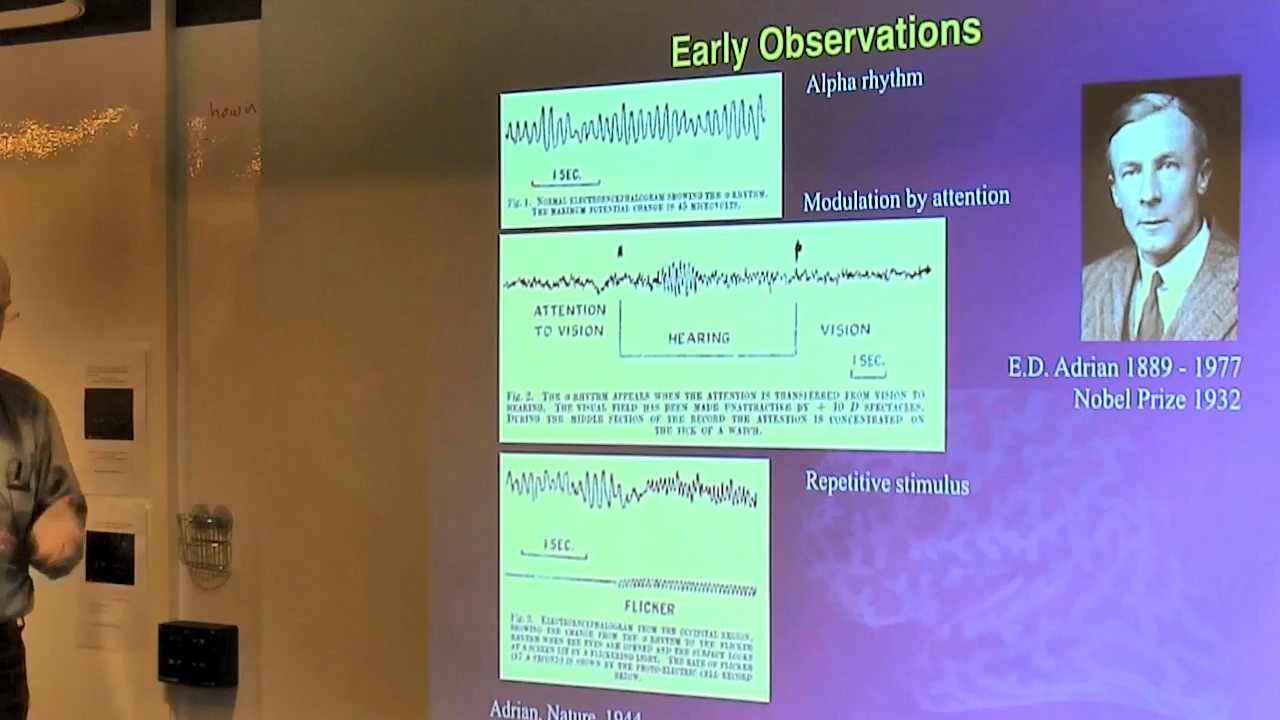 Early Observations
Alpha rhythm
1 SEC.
Fig. 1. NORMAL ELECTROENCEPHALOGRAM SHOWING THE α RHYTHM.
THE MAXIMUM POTENTIAL CHANGE IS 45 MICROVOLTS.
Modulation by attention
ATTENTION
TO VISION
HEARING
VISION
1 SEC.
Fig. 2. THE α RHYTHM APPEARS WHEN THE ATTENTION IS TRANSFERRED FROM VISION TO
HEARING. THE VISUAL FIELD HAS BEEN MADE UNATTRACTIVE BY + 10 D SPECTACLES.
DURING THE MIDDLE SECTION OF THE RECORD THE ATTENTION IS CONCENTRATED ON
THE TICK OF A WATCH.
E.D. Adrian 1889 - 1977
Nobel Prize 1932
Repetitive stimulus
1 SEC.
FLICKER
Fig. 3. ELECTROENCEPHALOGRAM FROM THE OCCIPITAL REGION,
SHOWING THE CHANGE FROM THE α RHYTHM TO THE FLICKER
RHYTHM WHEN THE EYES ARE OPENED AND THE SUBJECT LOOKS
AT A SCREEN LIT BY A FLICKERING LIGHT. THE RATE OF FLICKER
(17 A SECOND) IS SHOWN BY THE PHOTO-ELECTRIC CELL RECORD
BELOW.
Adrian, Nature, 1944